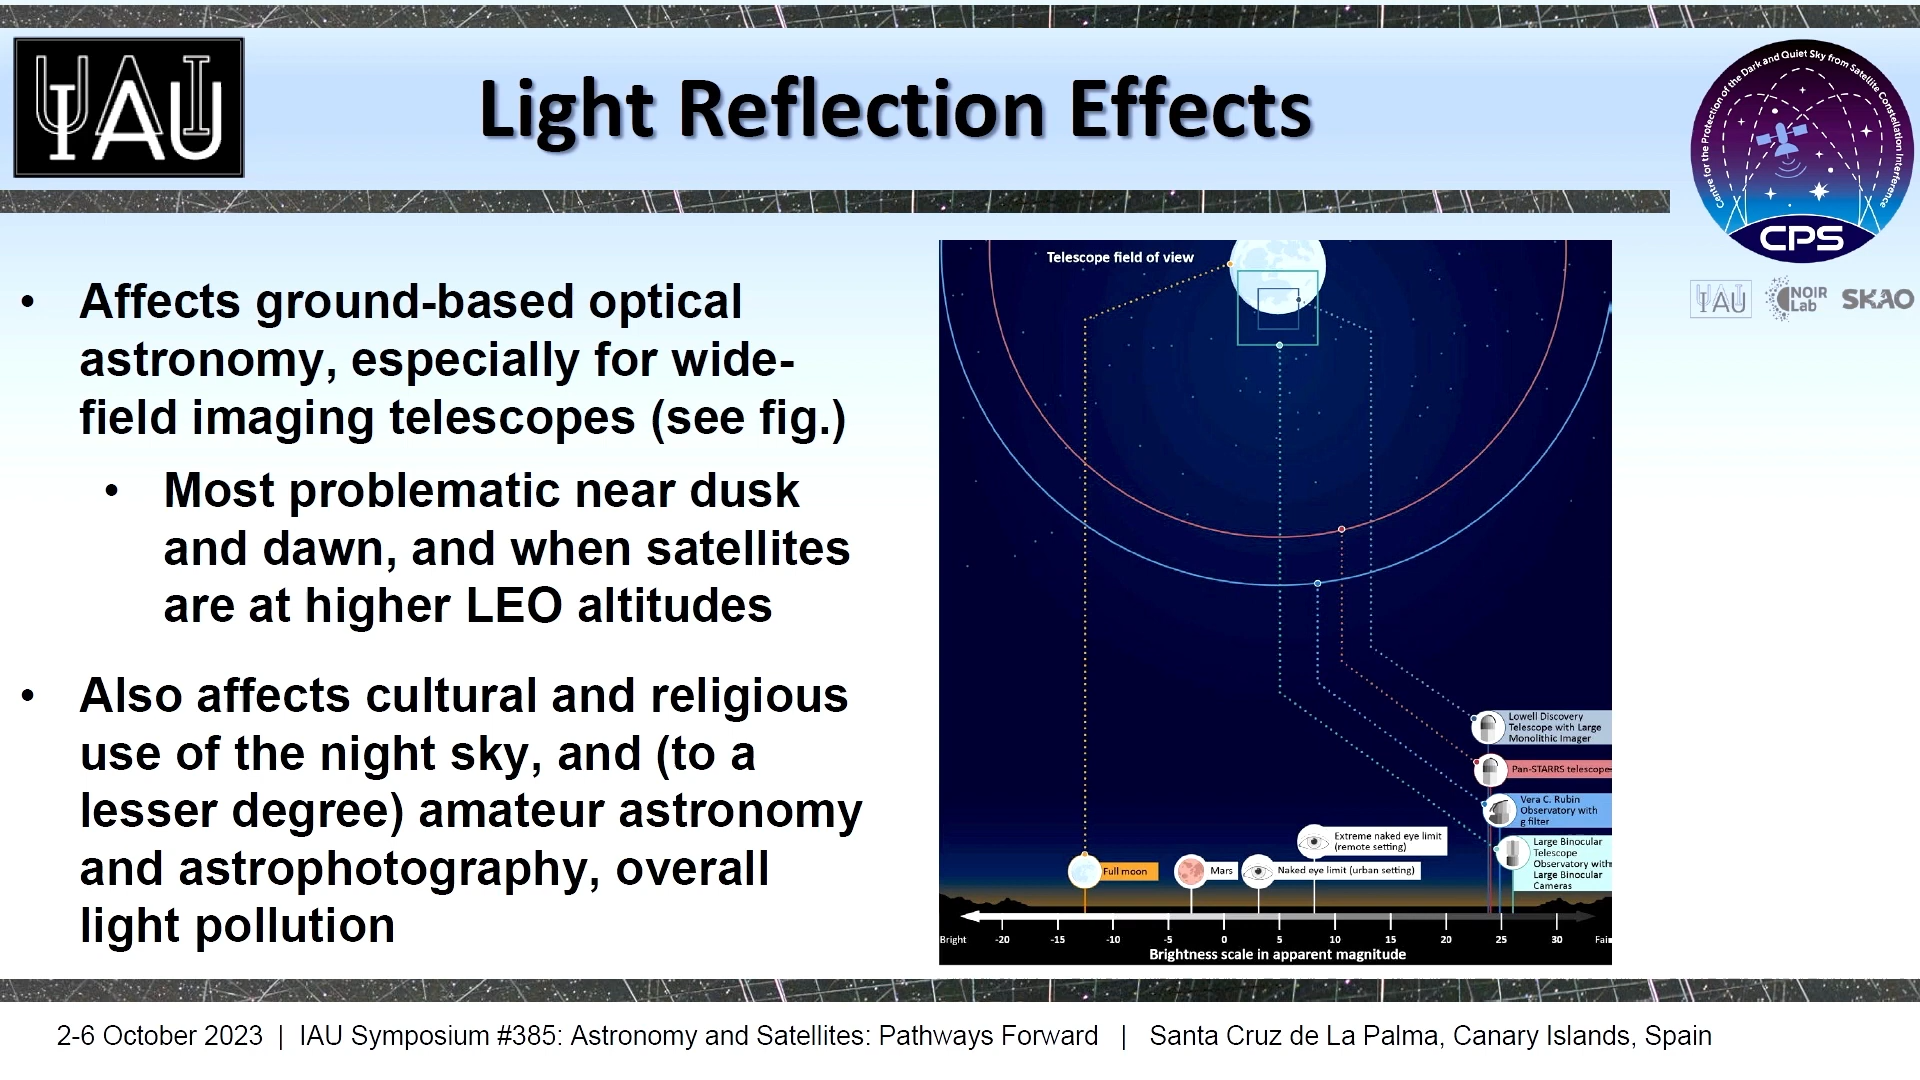 IAU
Light Reflection Effects
Centre for the Protection of the Dark and Quiet Sky from Satellite Constellation Interference
CPS
IAU
NOIR
Lab
SKAO
• Affects ground-based optical
astronomy, especially for wide-
field imaging telescopes (see fig.)
• Most problematic near dusk
and dawn, and when satellites
are at higher LEO altitudes
• Also affects cultural and religious
use of the night sky, and (to a
lesser degree) amateur astronomy
and astrophotography, overall
light pollution
Telescope field of view
Lowell Discovery
Telescope with Large
Monolithic Imager
Pan-STARRS telescope
Vera C. Rubin
Observatory with
g filter
Large Binocular
Telescope
Observatory with
Large Binocular
Cameras
Extreme naked eye limit
(remote setting)
Full moon
Mars
Naked eye limit (urban setting)
Bright -20 -15 -10 -5 0 5 10 15 20 25 30
Brightness scale in apparent magnitude
2-6 October 2023 | IAU Symposium #385: Astronomy and Satellites: Pathways Forward | Santa Cruz de La Palma, Canary Islands, Spain